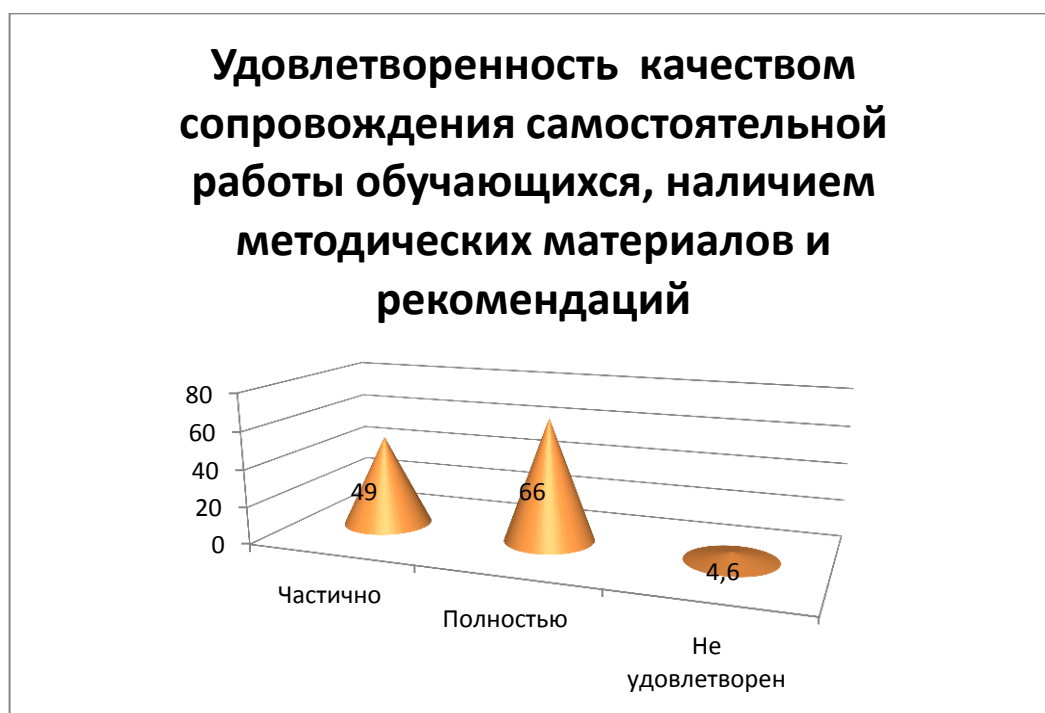 Удовлетворенность качеством
сопровождения самостоятельной
работы обучающихся, наличием
методических материалов и
рекомендаций
80
60
40
20
0
49
66
4,6
Частично
Полностью
Не
удовлетворен